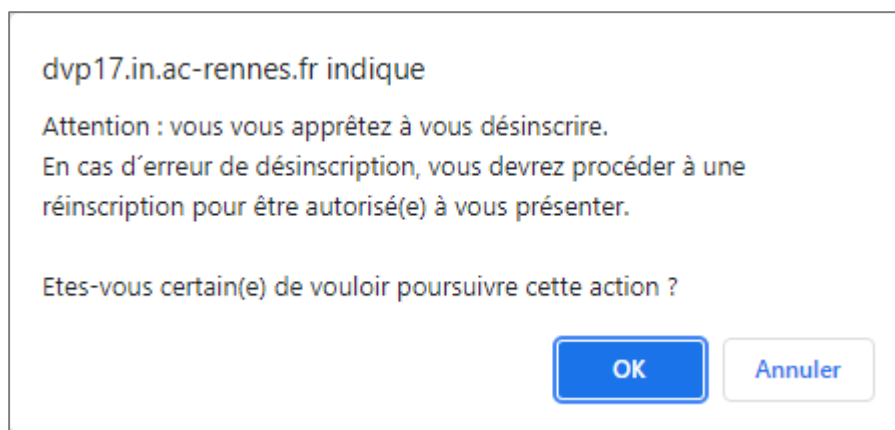 dvp17.in.ac-rennes.fr indique
Attention : vous vous apprêtez à vous désinscrire.
En cas d´erreur de désinscription, vous devrez procéder à une
réinscription pour être autorisé(e) à vous présenter.
Etes-vous certain(e) de vouloir poursuivre cette action ?
OK
Annuler